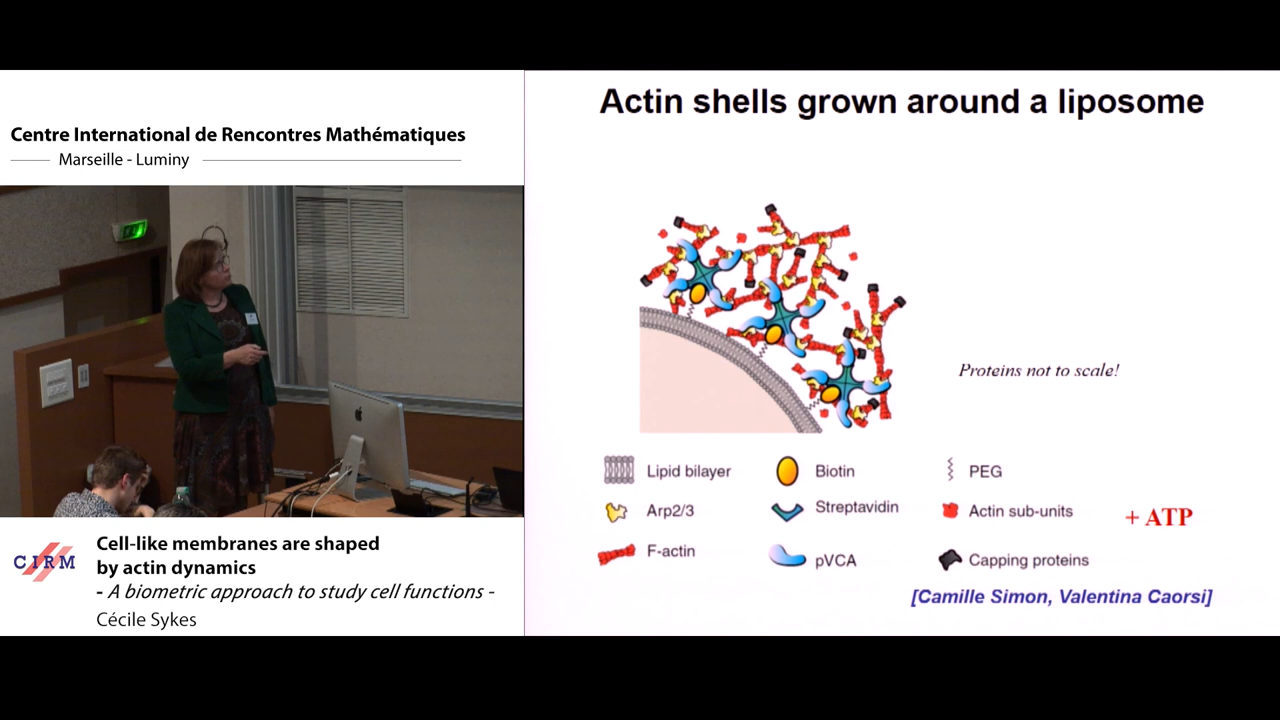 Centre International de Rencontres Mathématiques
Marseille - Luminy
CIRM
Cell-like membranes are shaped
by actin dynamics
- A biometric approach to study cell functions -
Cécile Sykes
Actin shells grown around a liposome
Proteins not to scale!
Lipid bilayer
Biotin
PEG
Arp2/3
Streptavidin
Actin sub-units
+ ATP
F-actin
pVCA
Capping proteins
[Camille Simon, Valentina Caorsi]